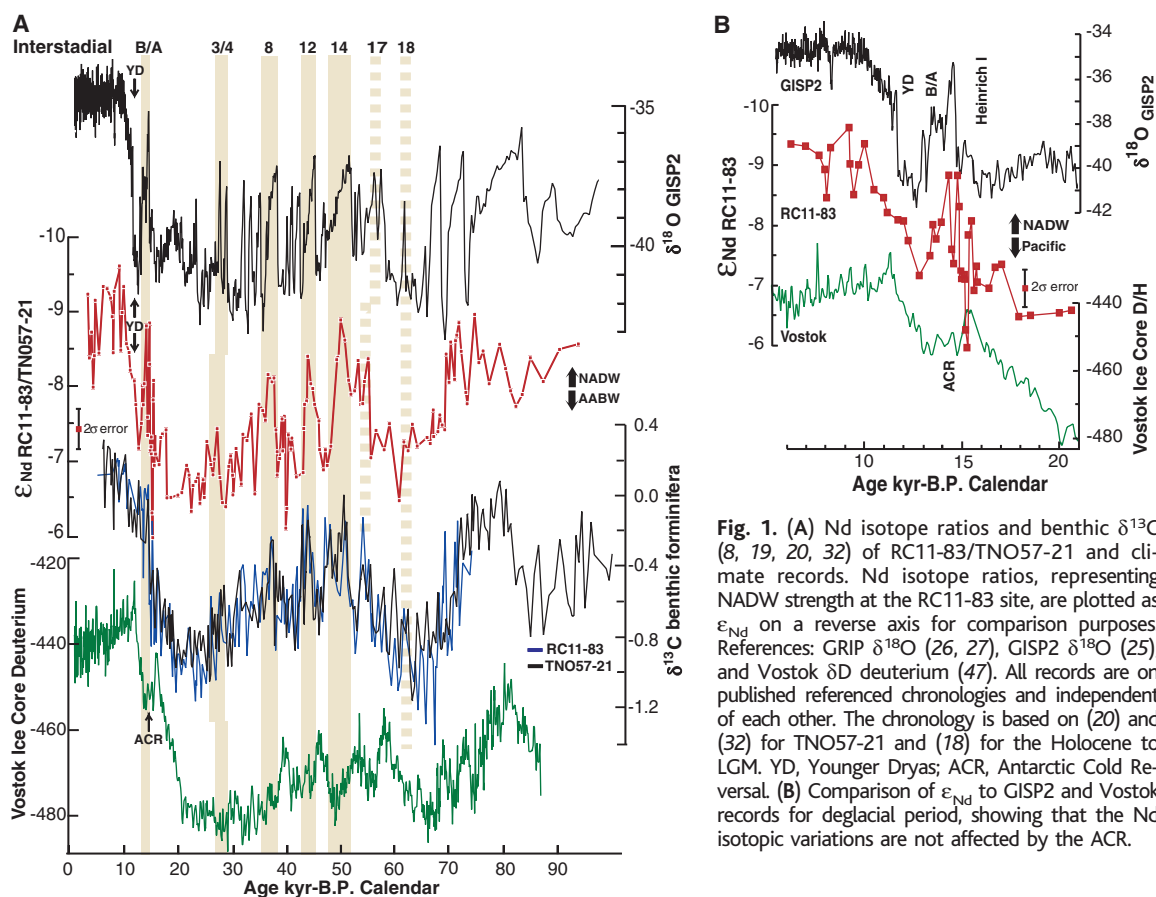 A
Interstadial B/A 3/4 8 12 14 17 18
YD
-35
-40
δ18O GISP2
-10
-9
-8
-7
-6
εNd RC11-83/TN057-21
YD
NADW
AABW
2σ error
0.4
0.0
-0.4
-0.8
-1.2
δ13C benthic forminifera
RC11-83
TNO57-21
-420
-440
-460
-480
Vostok Ice Core Deuterium
ACR
0 10 20 30 40 50 60 70 80 90
Age kyr-B.P. Calendar
B
-34
-36
-38
-40
-42
δ18O GISP2
GISP2
YD
B/A
Heinrich I
-10
-9
-8
-7
-6
εNd RC11-83
RC11-83
NADW
Pacific
2σ error
Vostok
ACR
-440
-460
-480
Vostok Ice Core D/H
10 15 20
Age kyr-B.P. Calendar
Fig. 1. (A) Nd isotope ratios and benthic δ13C
(8, 19, 20, 32) of RC11-83/TNO57-21 and cli-
mate records. Nd isotope ratios, representing
NADW strength at the RC11-83 site, are plotted as
εNd on a reverse axis for comparison purposes
References: GRIP δ18O (26, 27), GISP2 δ18O (25)
and Vostok δD deuterium (47). All records are on
published referenced chronologies and independent
of each other. The chronology is based on (20) and
(32) for TNO57-21 and (18) for the Holocene to
LGM. YD, Younger Dryas; ACR, Antarctic Cold Re-
versal. (B) Comparison of εNd to GISP2 and Vostok
records for deglacial period, showing that the Nd
isotopic variations are not affected by the ACR.